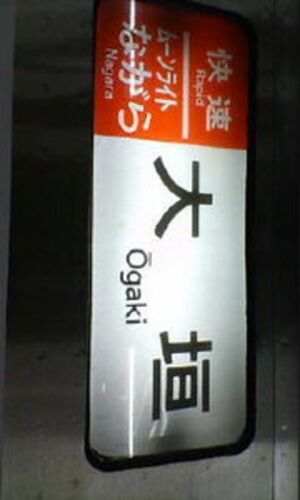 快速
Rapid
ムーンライト
ながら
Nagara
大垣
Ōgaki